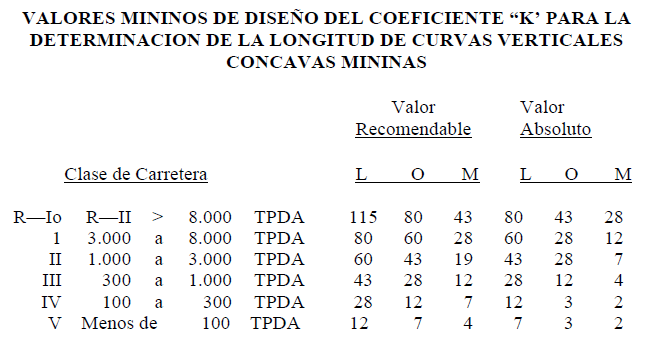 VALORES MININOS DE DISEÑO DEL COEFICIENTE “K’ PARA LA
DETERMINACION DE LA LONGITUD DE CURVAS VERTICALES
CONCAVAS MININAS
Valor Valor
Recomendable Absoluto
Clase de Carretera L O M L O M
R—Io R—II > 8.000 TPDA 115 80 43 80 43 28
1 3.000 a 8.000 TPDA 80 60 28 60 28 12
II 1.000 a 3.000 TPDA 60 43 19 43 28 7
III 300 a 1.000 TPDA 43 28 12 28 12 4
IV 100 a 300 TPDA 28 12 7 12 3 2
V Menos de 100 TPDA 12 7 4 7 3 2